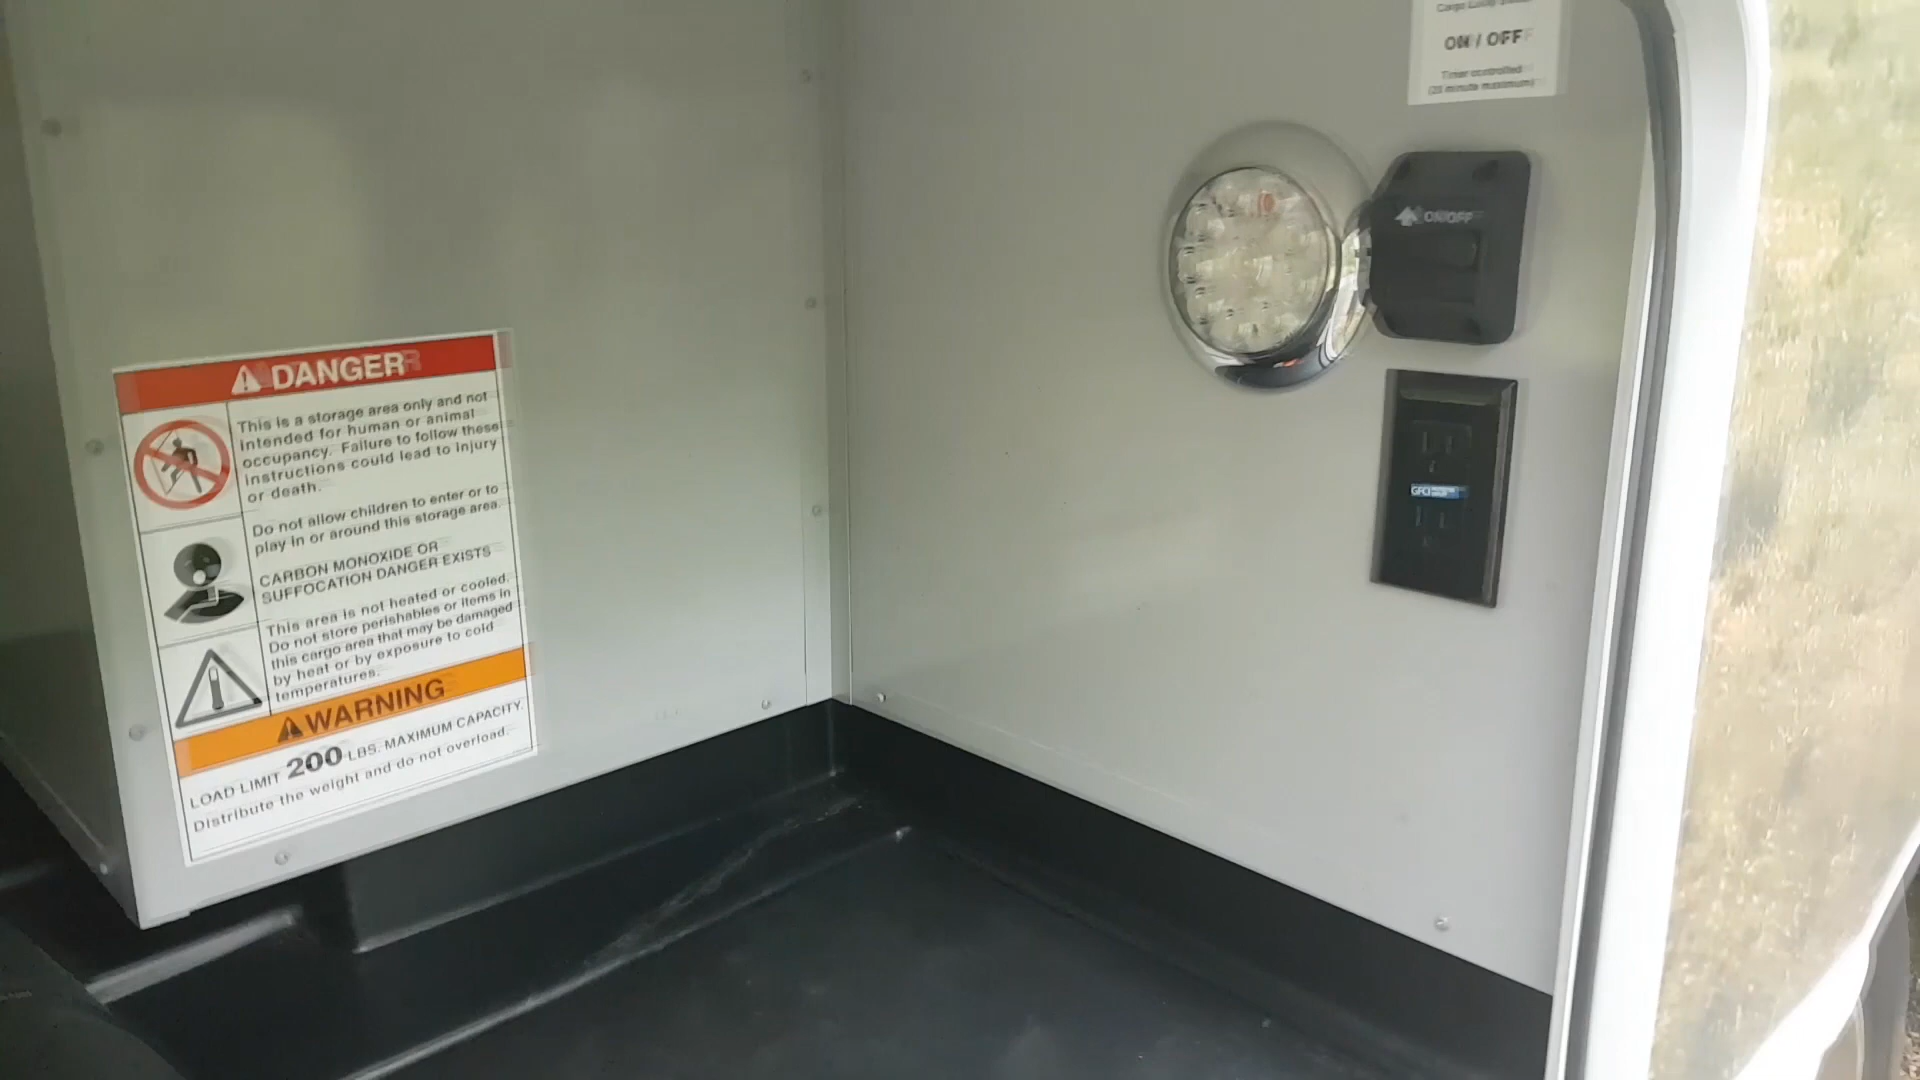 DANGER
This is a storage area only and not
intended for human or animal
occupancy. Failure to follow these
instructions could lead to injury
or death.
Do not allow children to enter or to
play in or around this storage area.
CARBON MONOXIDE OR
SUFFOCATION DANGER EXISTS
This area is not heated or cooled.
Do not store perishables or items in
this cargo area that may be damaged
by heat or by exposure to cold
temperatures.
WARNING
LOAD LIMIT 200 LBS. MAXIMUM CAPACITY.
Distribute the weight and do not overload.
ON / OFF
Timer controlled
minute maximum)
ON/OFF
GFCI